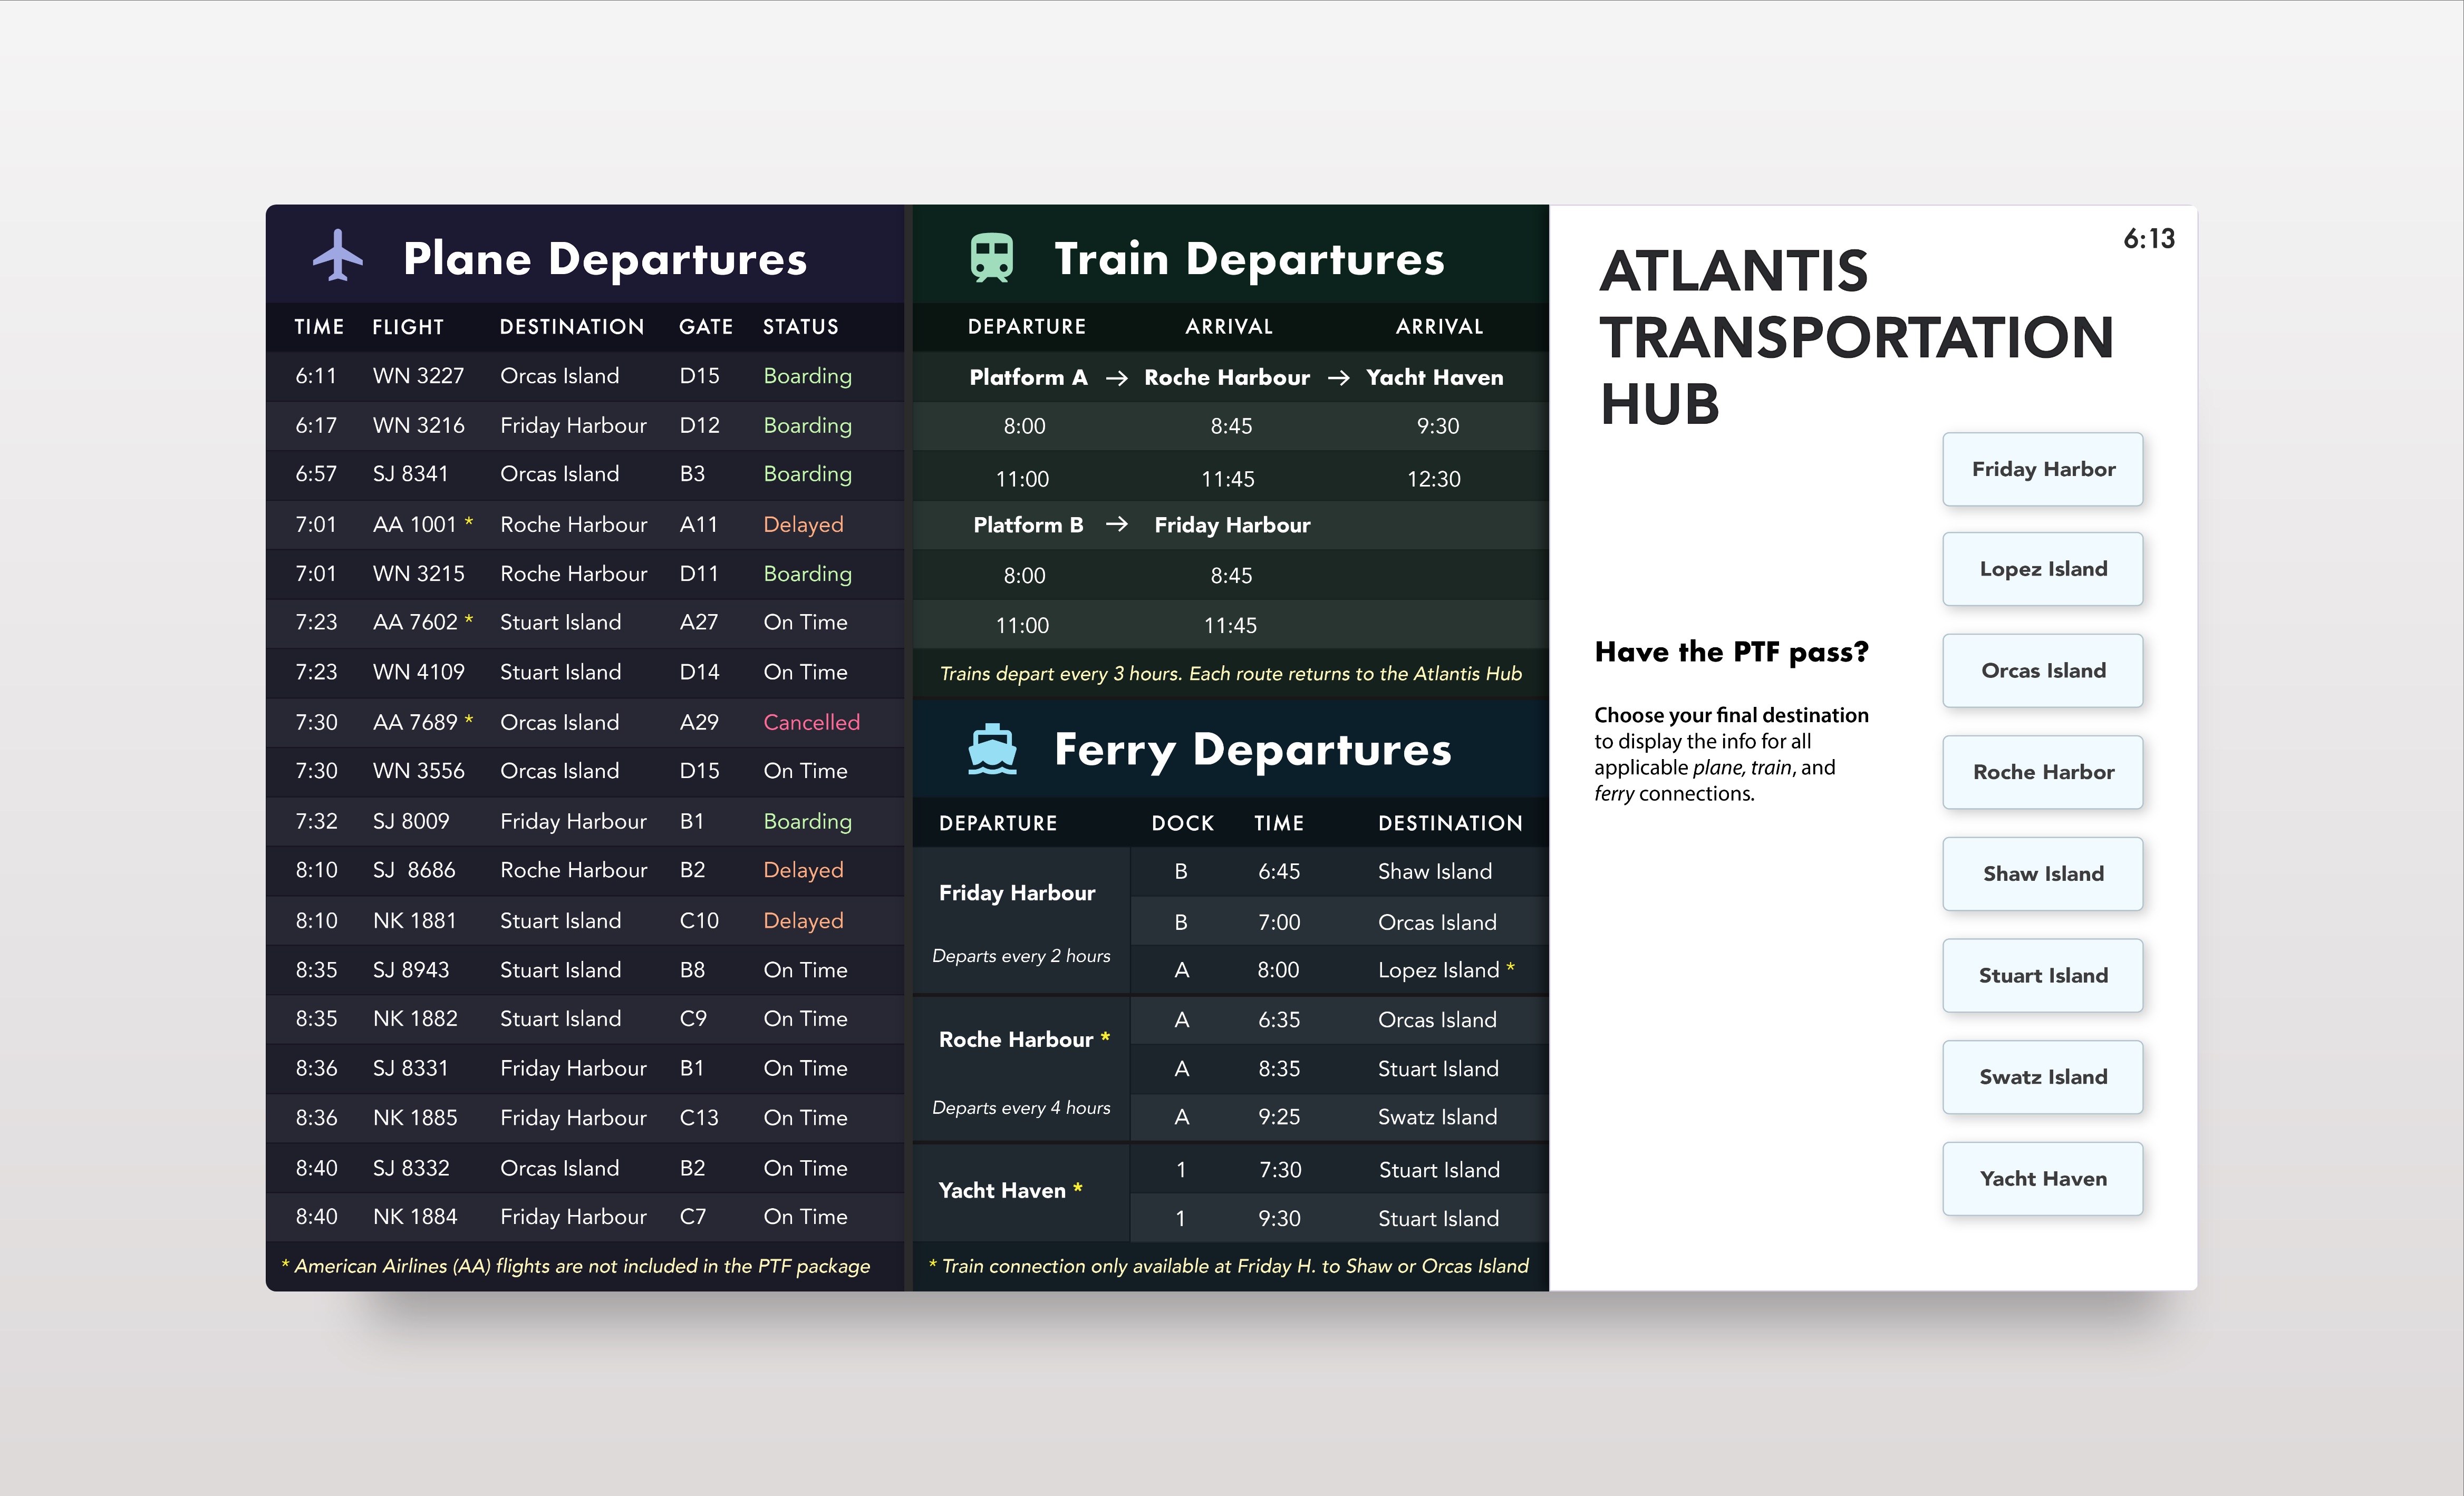 Plane Departures
TIME FLIGHT DESTINATION GATE STATUS
6:11 WN 3227 Orcas Island D15 Boarding
6:17 WN 3216 Friday Harbour D12 Boarding
6:57 SJ 8341 Orcas Island B3 Boarding
7:01 AA 1001 * Roche Harbour A11 Delayed
7:01 WN 3215 Roche Harbour D11 Boarding
7:23 AA 7602 * Stuart Island A27 On Time
7:23 WN 4109 Stuart Island D14 On Time
7:30 AA 7689 * Orcas Island A29 Cancelled
7:30 WN 3556 Orcas Island D15 On Time
7:32 SJ 8009 Friday Harbour B1 Boarding
8:10 SJ 8686 Roche Harbour B2 Delayed
8:10 NK 1881 Stuart Island C10 Delayed
8:35 SJ 8943 Stuart Island B8 On Time
8:35 NK 1882 Stuart Island C9 On Time
8:36 SJ 8331 Friday Harbour B1 On Time
8:36 NK 1885 Friday Harbour C13 On Time
8:40 SJ 8332 Orcas Island B2 On Time
8:40 NK 1884 Friday Harbour C7 On Time
* American Airlines (AA) flights are not included in the PTF package
Train Departures
DEPARTURE ARRIVAL ARRIVAL
Platform A → Roche Harbour → Yacht Haven
8:00 8:45 9:30
11:00 11:45 12:30
Platform B → Friday Harbour
8:00 8:45
11:00 11:45
Trains depart every 3 hours. Each route returns to the Atlantis Hub
Ferry Departures
DEPARTURE DOCK TIME DESTINATION
Friday Harbour
Departs every 2 hours
B 6:45 Shaw Island
B 7:00 Orcas Island
A 8:00 Lopez Island *
Roche Harbour *
Departs every 4 hours
A 6:35 Orcas Island
A 8:35 Stuart Island
A 9:25 Swatz Island
Yacht Haven *
1 7:30 Stuart Island
1 9:30 Stuart Island
* Train connection only available at Friday H. to Shaw or Orcas Island
6:13
ATLANTIS
TRANSPORTATION
HUB
Have the PTF pass?
Choose your final destination
to display the info for all
applicable plane, train, and
ferry connections.
Friday Harbor
Lopez Island
Orcas Island
Roche Harbor
Shaw Island
Stuart Island
Swatz Island
Yacht Haven